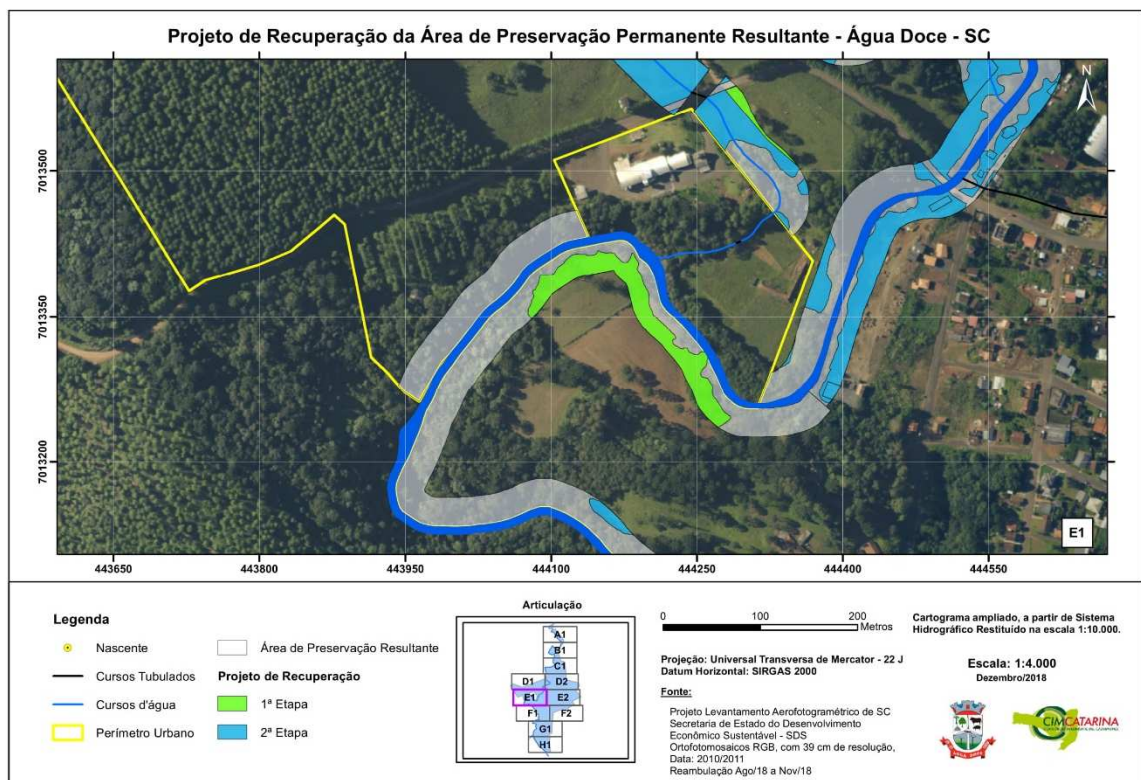 Projeto de Recuperação da Área de Preservação Permanente Resultante - Água Doce - SC
N
7013500
7013350
7013200
E1
443650
443800
443950
444100
444250
444400
444550
Legenda
Nascente
Cursos Tubulados
Cursos d'água
Perímetro Urbano
Área de Preservação Resultante
Projeto de Recuperação
1ª Etapa
2ª Etapa
Articulação
A1
B1
C1
D1
D2
E1
E2
F1
F2
G1
H1
0 100 200
Metros
Projeção: Universal Transversa de Mercator - 22 J
Datum Horizontal: SIRGAS 2000
Fonte:
Projeto Levantamento Aerofotogramétrico de SC
Secretaria de Estado do Desenvolvimento
Econômico Sustentável - SDS
Ortofotomosaicos RGB, com 39 cm de resolução,
Data: 2010/2011
Reambulação Ago/18 a Nov/18
Cartograma ampliado, a partir de Sistema
Hidrográfico Restituído na escala 1:10.000.
Escala: 1:4.000
Dezembro/2018
CIMCATARINA